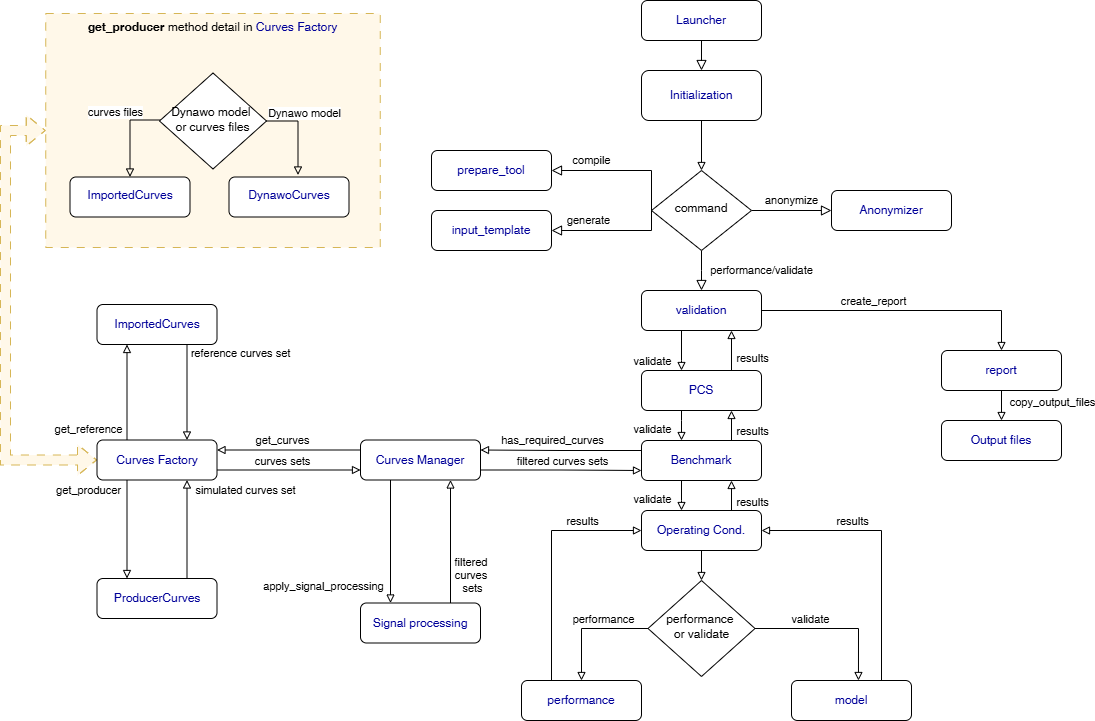 get_producer method detail in Curves Factory
curves files
Dynawo model
or curves files
Dynawo model
ImportedCurves
DynawoCurves
Launcher
Initialization
compile
prepare_tool
command
anonymize
Anonymizer
generate
input_template
performance/validate
validation
create_report
validate
results
report
copy_output_files
Output files
PCS
validate
results
ImportedCurves
reference curves set
get_reference
Curves Factory
get_curves
curves sets
Curves Manager
has_required_curves
filtered curves sets
Benchmark
get_producer
simulated curves set
ProducerCurves
apply_signal_processing
filtered
curves
sets
Signal processing
validate
results
Operating Cond.
results
results
performance
performance
or validate
validate
performance
model